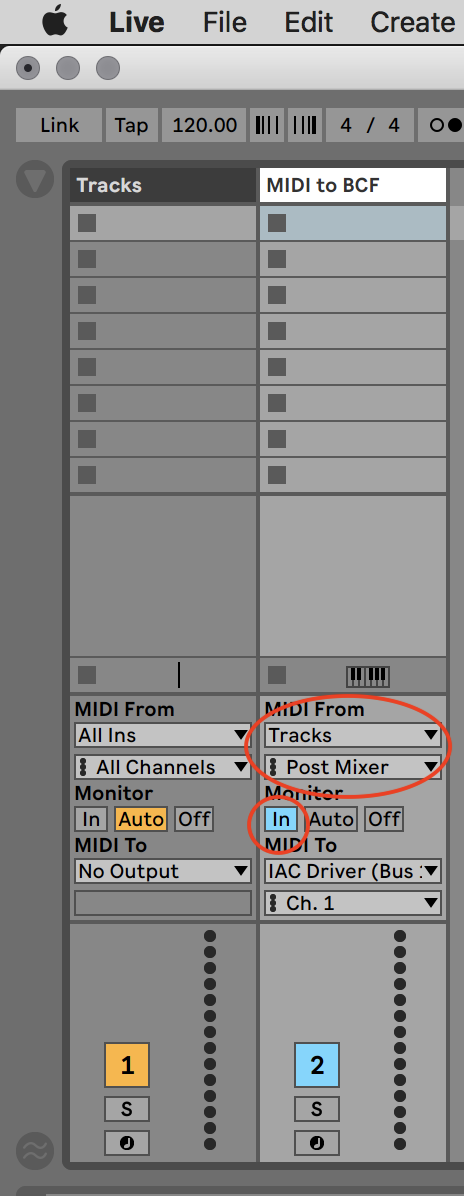 Live File Edit Create
Link Tap 120.00 4 / 4
Tracks MIDI to BCF
MIDI From MIDI From
All Ins Tracks
All Channels Post Mixer
Monitor Monitor
In Auto Off In Auto Off
MIDI To MIDI To
No Output IAC Driver (Bus
Ch. 1
1 2
S S